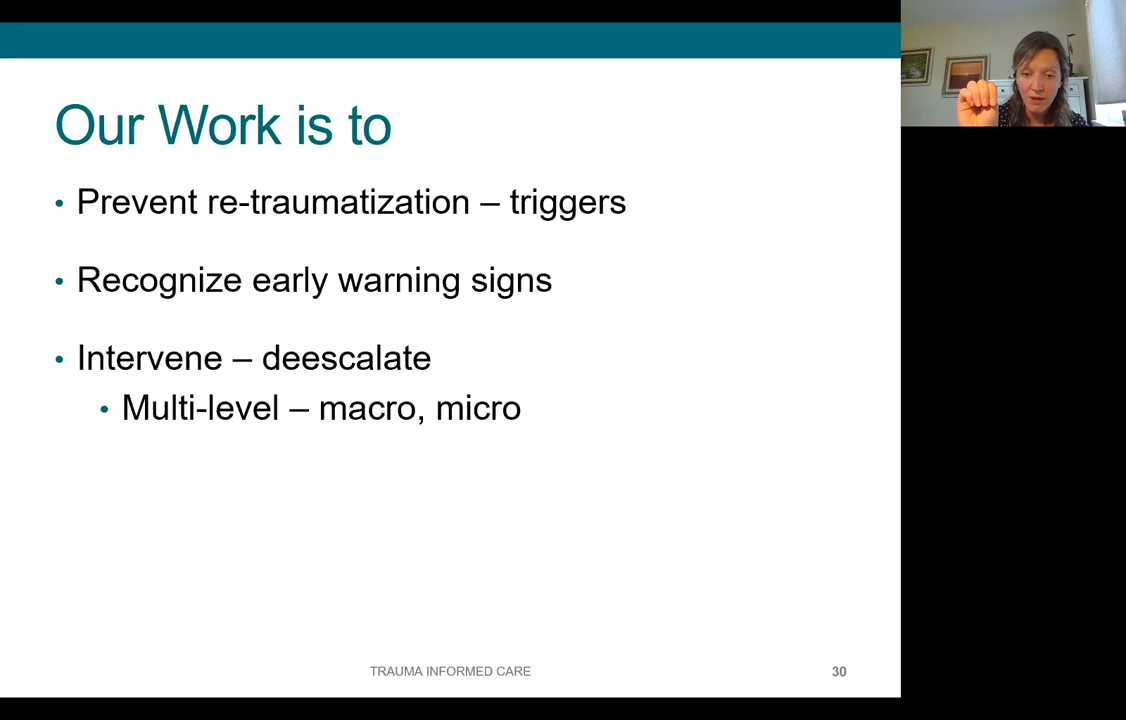 Our Work is to
• Prevent re-traumatization – triggers
• Recognize early warning signs
• Intervene – deescalate
• Multi-level – macro, micro
TRAUMA INFORMED CARE
30